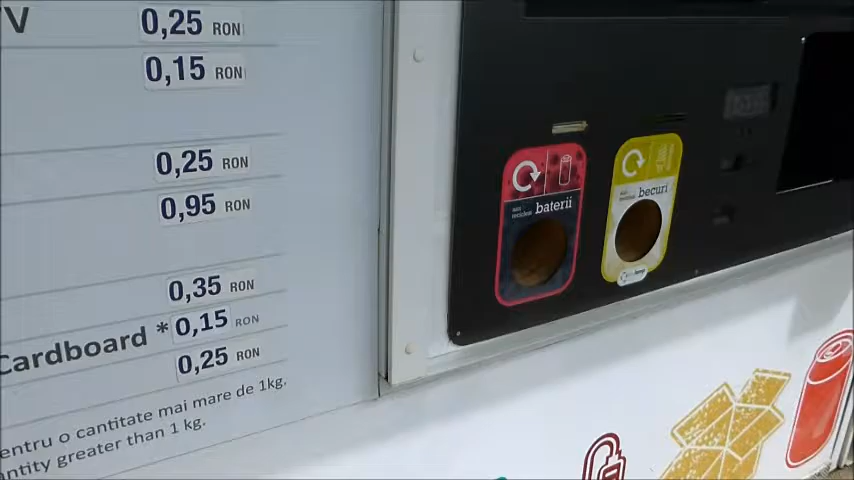 V 0,25 RON
0,15 RON
0,25 RON
0,95 RON
0,35 RON
Cardboard * 0,15 RON
0,25 RON
entru o cantitate mai mare de 1kg.
ntity greater than 1 kg.
baterii
becuri